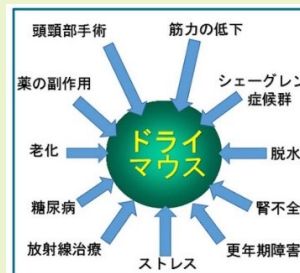 頭頸部手術
筋力の低下
薬の副作用
シェーグレン
症候群
ドライ
マウス
老化
脱水
糖尿病
腎不全
放射線治療
更年期障害
ストレス